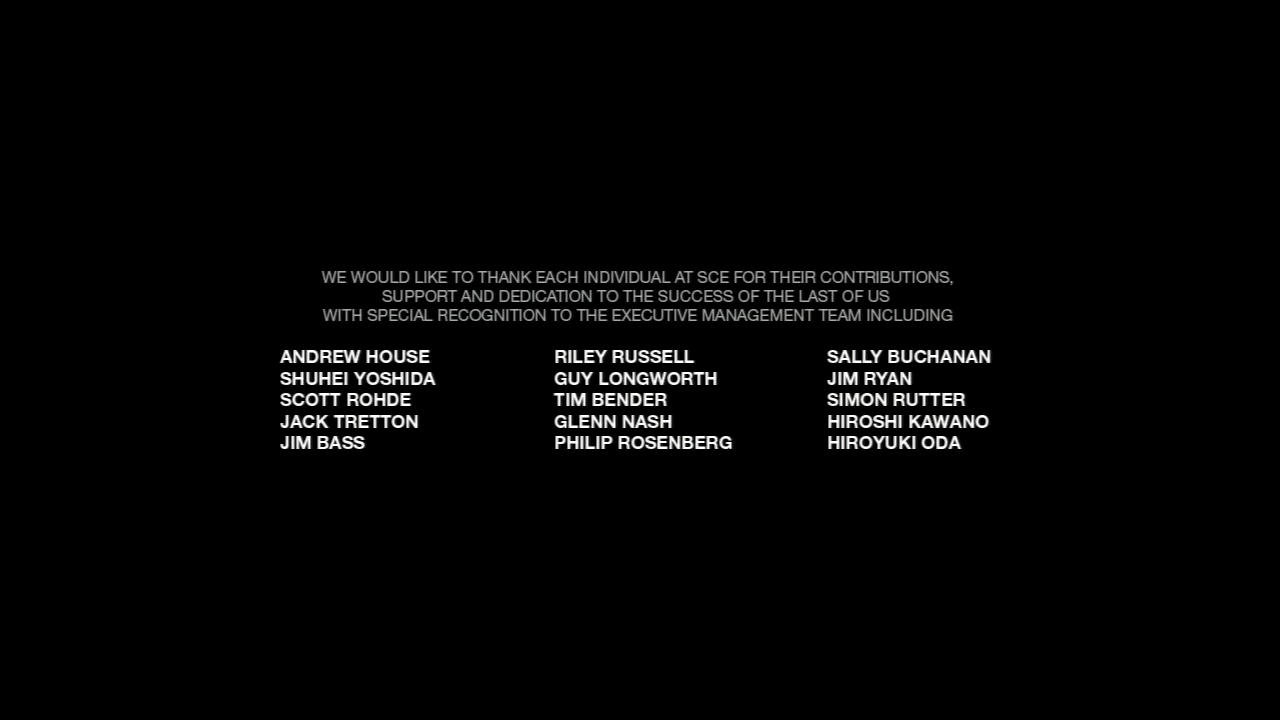 WE WOULD LIKE TO THANK EACH INDIVIDUAL AT SCE FOR THEIR CONTRIBUTIONS,
SUPPORT AND DEDICATION TO THE SUCCESS OF THE LAST OF US
WITH SPECIAL RECOGNITION TO THE EXECUTIVE MANAGEMENT TEAM INCLUDING
ANDREW HOUSE
SHUHEI YOSHIDA
SCOTT ROHDE
JACK TRETTON
JIM BASS
RILEY RUSSELL
GUY LONGWORTH
TIM BENDER
GLENN NASH
PHILIP ROSENBERG
SALLY BUCHANAN
JIM RYAN
SIMON RUTTER
HIROSHI KAWANO
HIROYUKI ODA